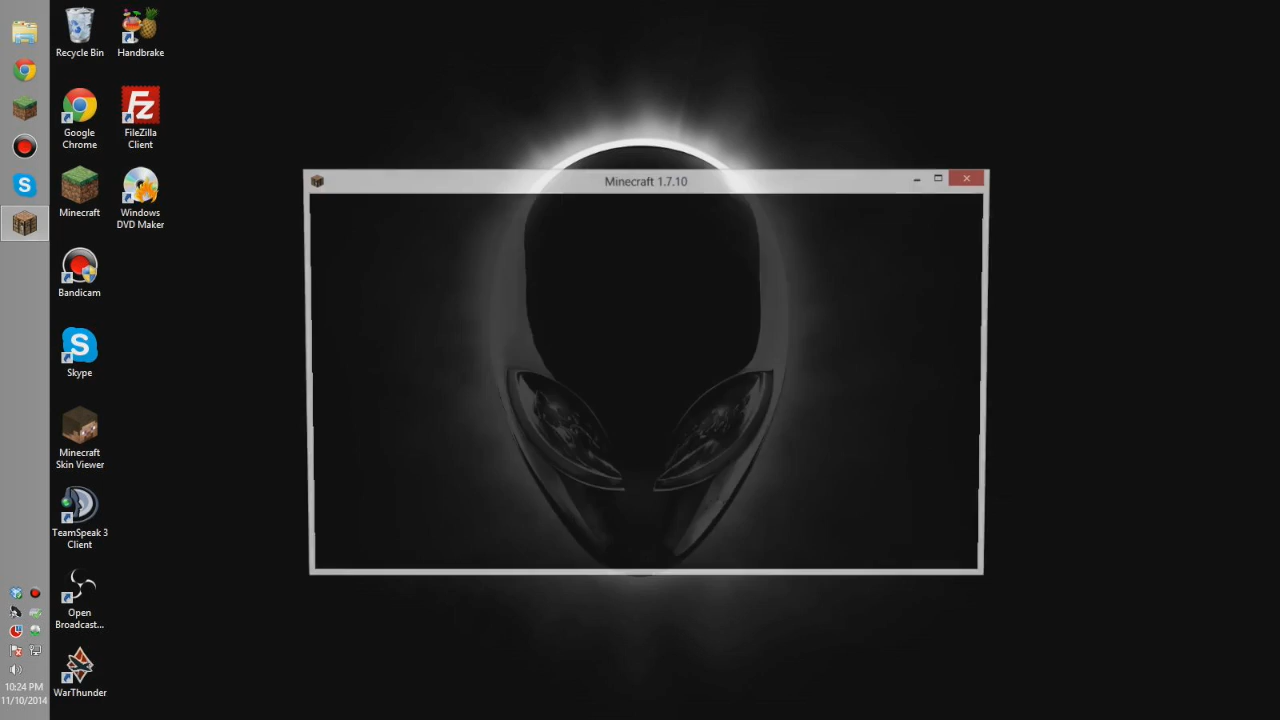 Recycle Bin
Handbrake
Google
Chrome
FileZilla
Client
Minecraft
Windows
DVD Maker
Bandicam
Skype
Minecraft
Skin Viewer
TeamSpeak 3
Client
Open
Broadcast...
WarThunder
Minecraft 1.7.10
10:24 PM
11/10/2014